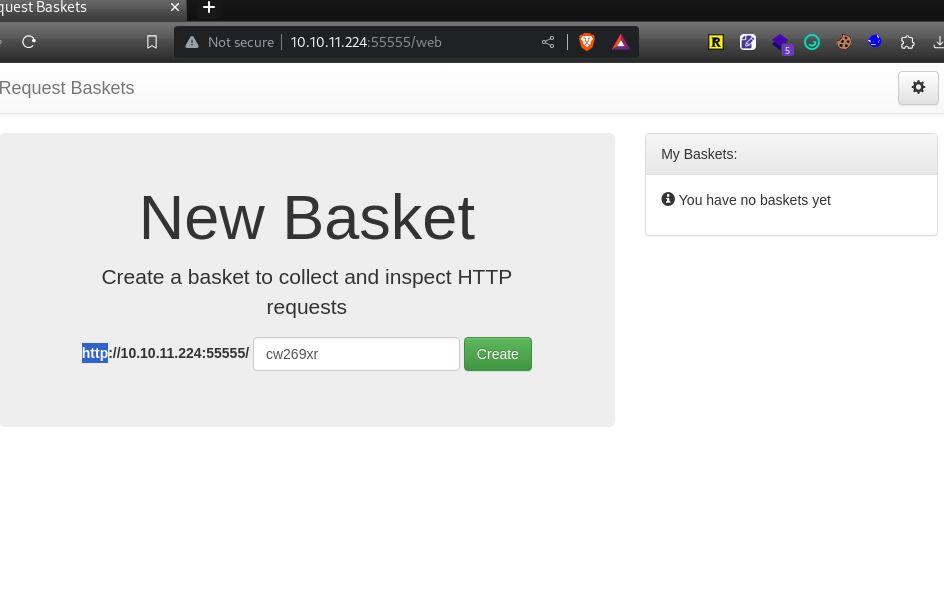 quest Baskets
Not secure 10.10.11.224:55555/web
5
Request Baskets
My Baskets:
You have no baskets yet
New Basket
Create a basket to collect and inspect HTTP
requests
http://10.10.11.224:55555/ cw269xr Create